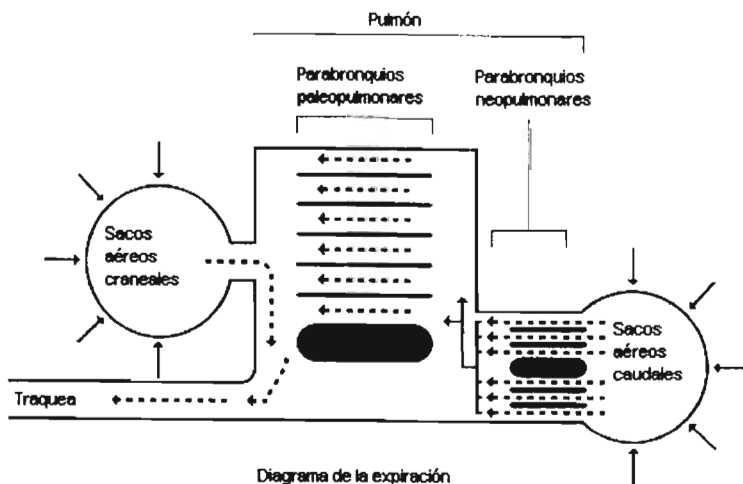 Pulmón
Parabronquios
paleopulmonares
Parabronquios
neopulmonares
Sacos
aéreos
craneales
Sacos
aéreos
caudales
Traquea
Diagrama de la expiración